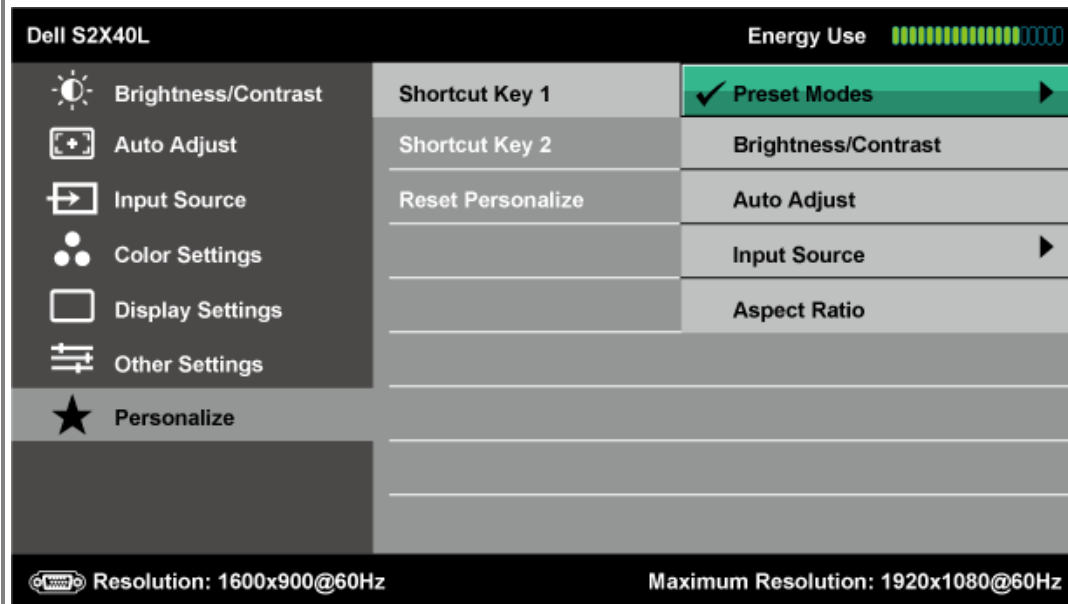 Dell S2X40L
Energy Use
Brightness/Contrast
Auto Adjust
Input Source
Color Settings
Display Settings
Other Settings
Personalize
Shortcut Key 1
Shortcut Key 2
Reset Personalize
Preset Modes
Brightness/Contrast
Auto Adjust
Input Source
Aspect Ratio
Resolution: 1600x900@60Hz
Maximum Resolution: 1920x1080@60Hz